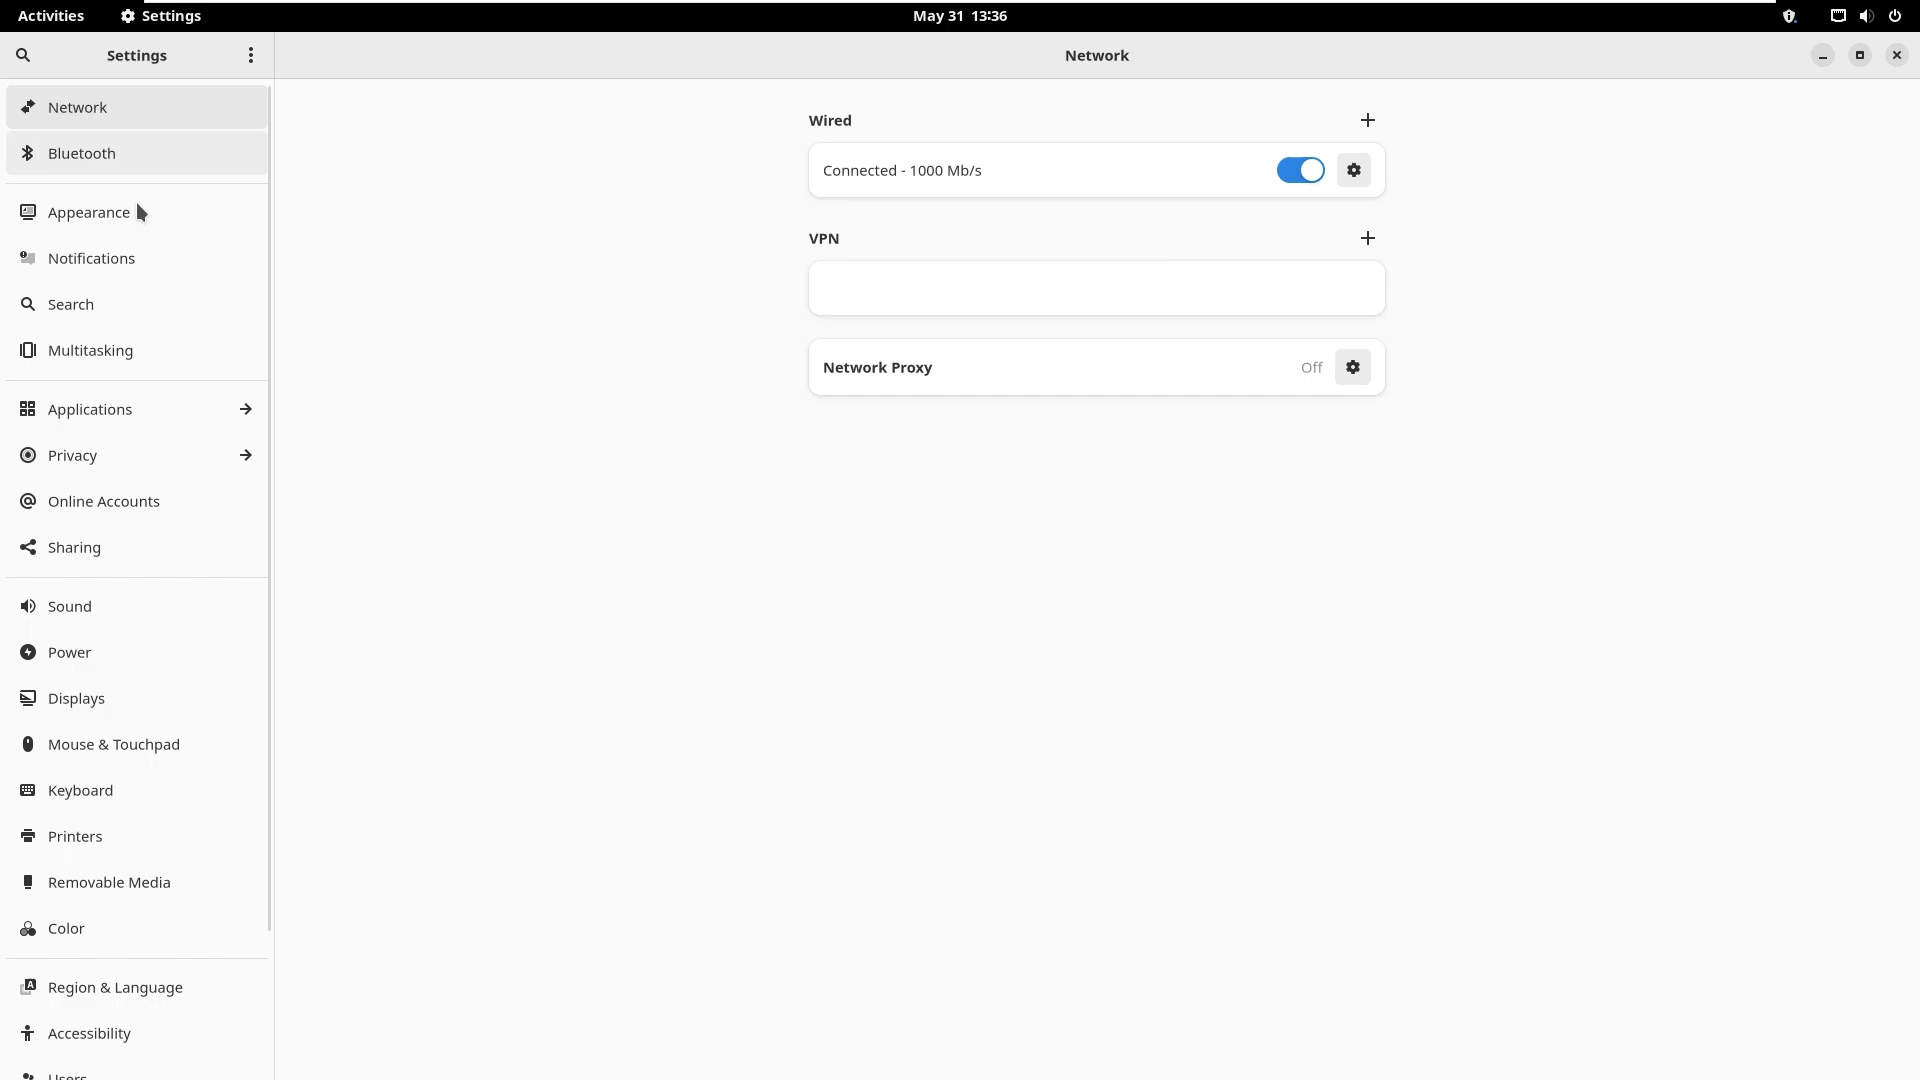 Activities Settings May 31 13:36
Settings
Network
Network
Bluetooth
Appearance
Notifications
Search
Multitasking
Applications
Privacy
Online Accounts
Sharing
Sound
Power
Displays
Mouse & Touchpad
Keyboard
Printers
Removable Media
Color
Region & Language
Accessibility
Users
Wired
Connected - 1000 Mb/s
VPN
Network Proxy Off